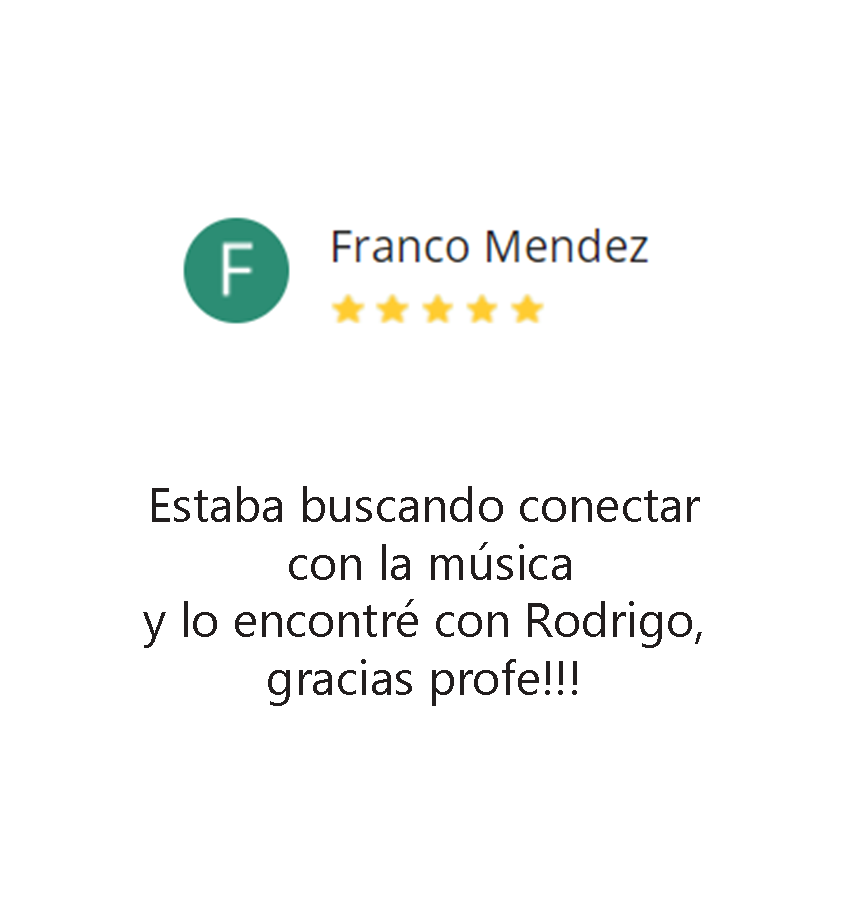 F
Franco Mendez
Estaba buscando conectar
con la música
y lo encontré con Rodrigo,
gracias profe!!!